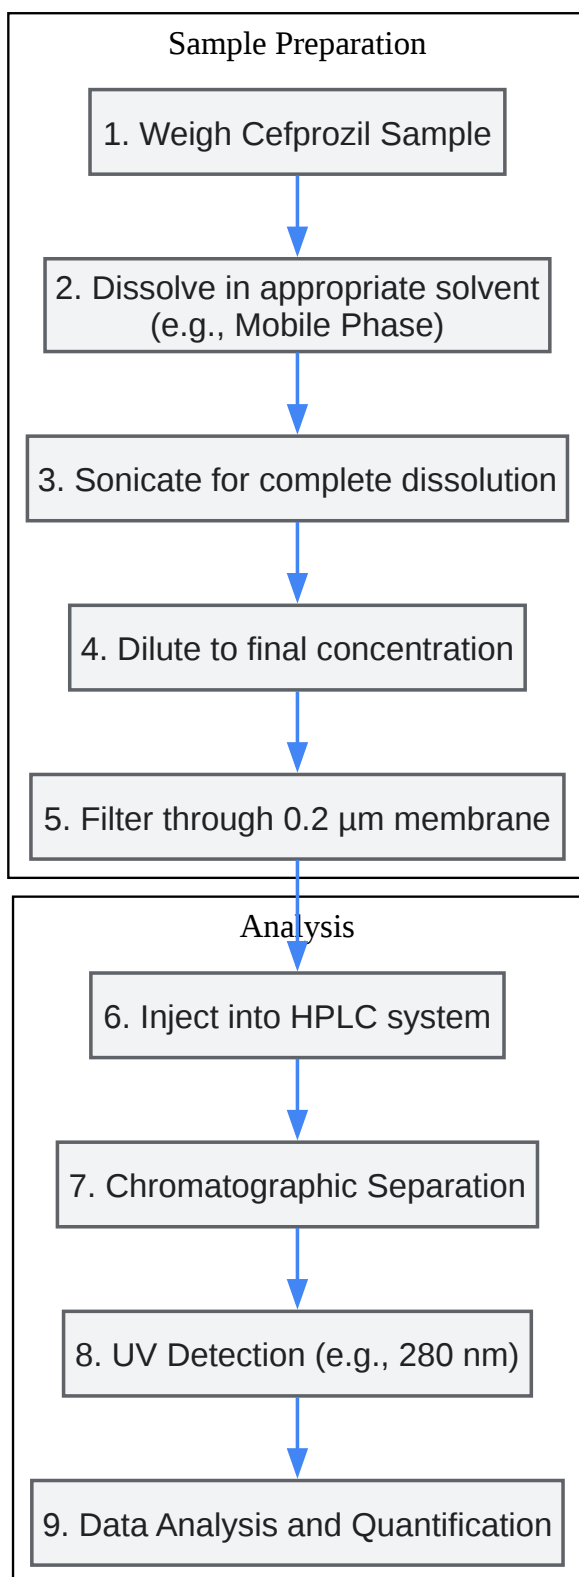 Sample Preparation
1. Weigh Cefprozil Sample
2. Dissolve in appropriate solvent
(e.g., Mobile Phase)
3. Sonicate for complete dissolution
4. Dilute to final concentration
5. Filter through 0.2 µm membrane
Analysis
6. Inject into HPLC system
7. Chromatographic Separation
8. UV Detection (e.g., 280 nm)
9. Data Analysis and Quantification